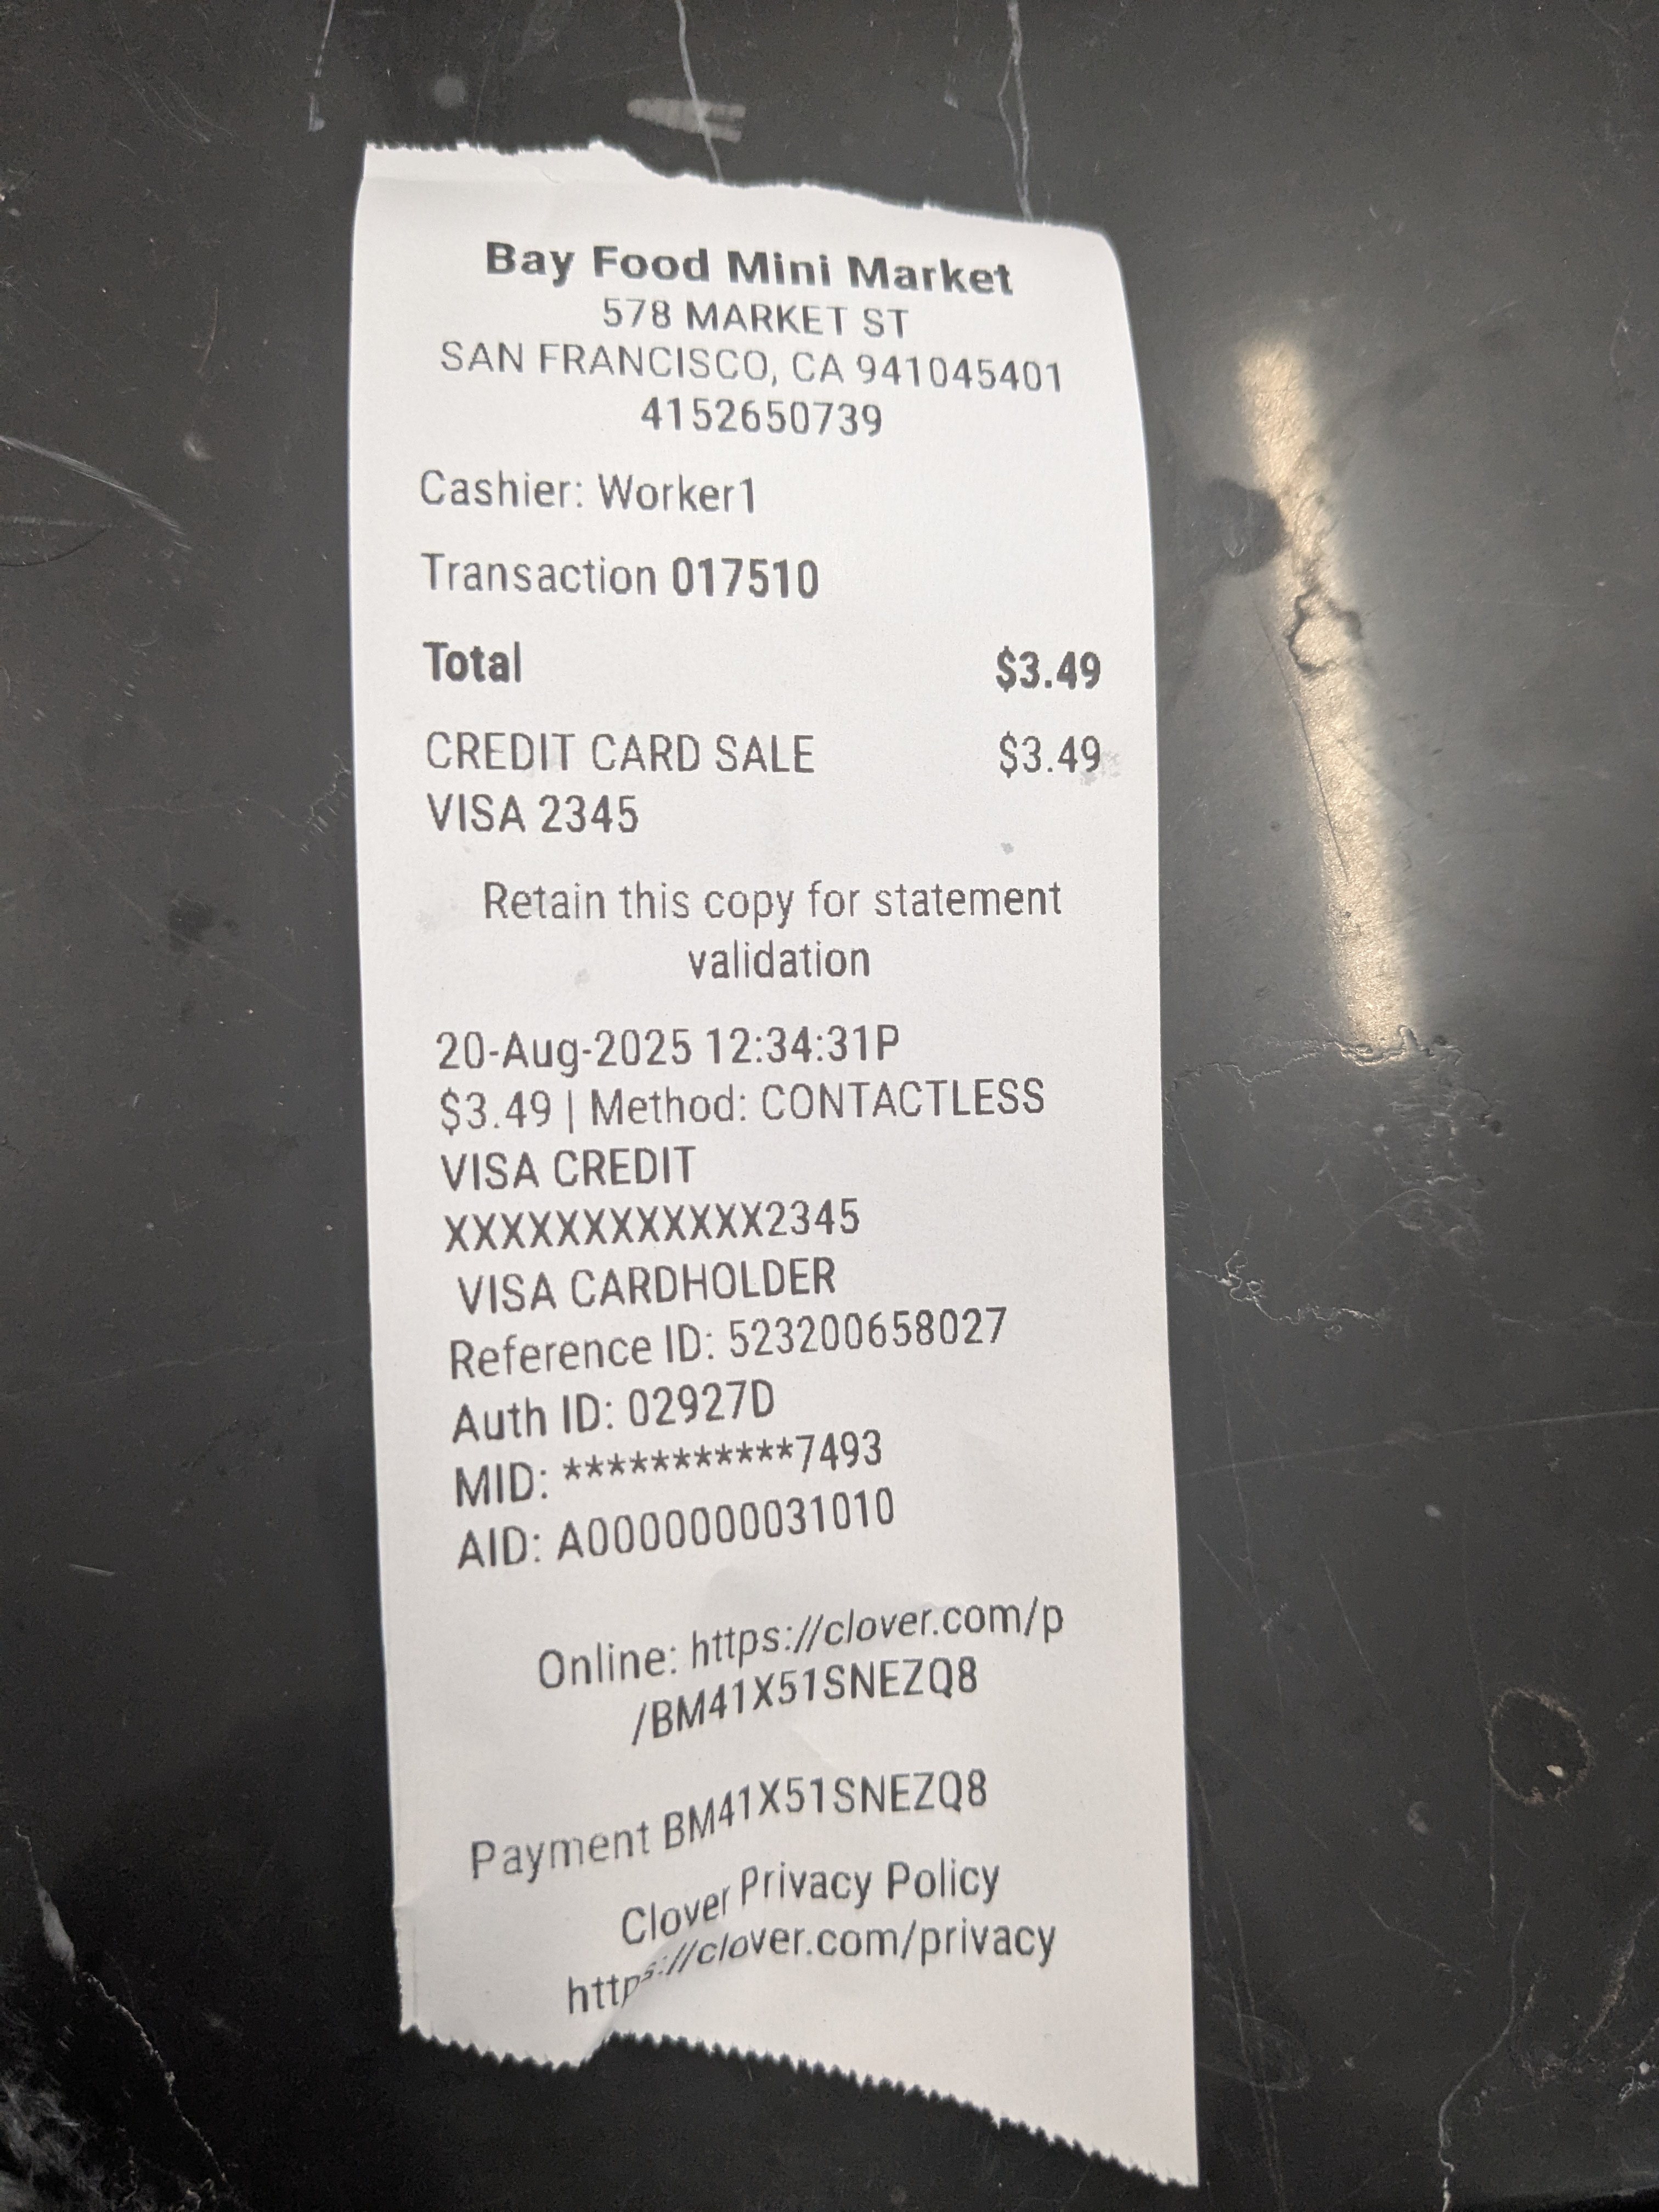 Bay Food Mini Market
578 MARKET ST
SAN FRANCISCO, CA 941045401
4152650739
Cashier: Worker1
Transaction 017510
Total $3.49
CREDIT CARD SALE $3.49
VISA 2345
Retain this copy for statement
validation
20-Aug-2025 12:34:31P
$3.49 | Method: CONTACTLESS
VISA CREDIT
XXXXXXXXXXXX2345
VISA CARDHOLDER
Reference ID: 523200658027
Auth ID: 02927D
MID: ***********7493
AID: A0000000031010
Online: https://clover.com/p
/BM41X51SNEZQ8
Payment BM41X51SNEZQ8
Clover Privacy Policy
https://clover.com/privacy